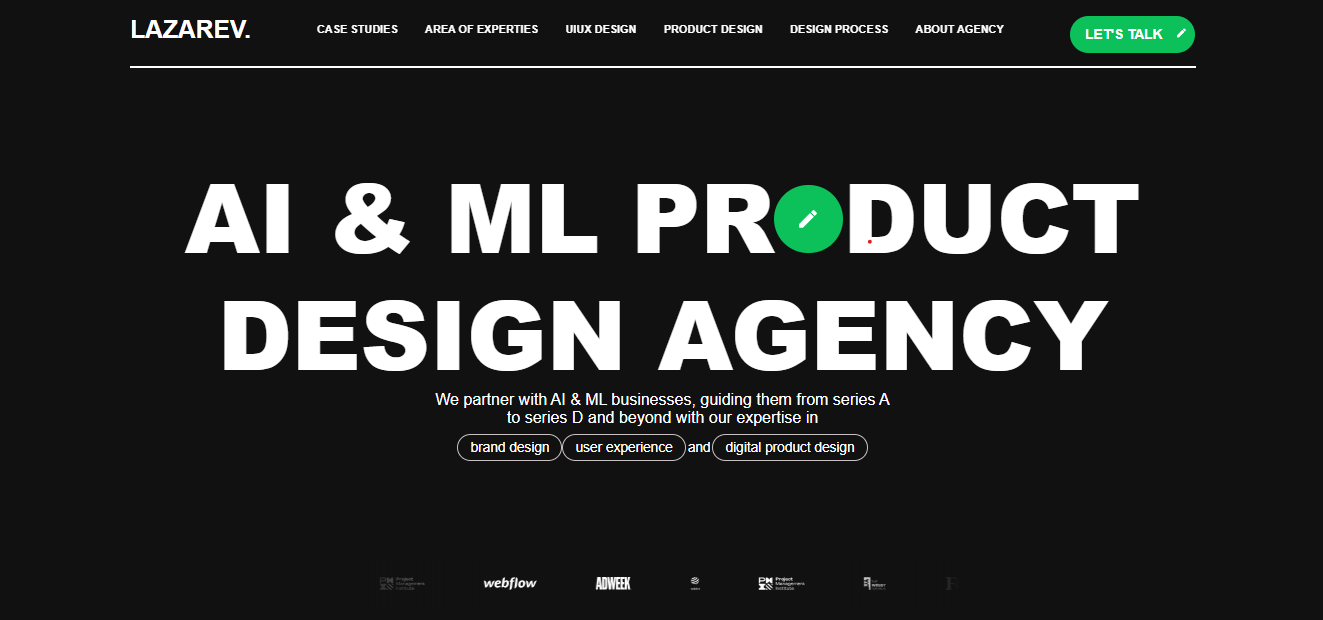 LAZAREV.
CASE STUDIES
AREA OF EXPERTIES
UIUX DESIGN
PRODUCT DESIGN
DESIGN PROCESS
ABOUT AGENCY
LET'S TALK
AI & ML PR DUCT
DESIGN AGENCY
We partner with AI & ML businesses, guiding them from series A
to series D and beyond with our expertise in
brand design user experience and digital product design
Project
Management
Institute
webflow
ADWEEK
PMI
Project
Management
Institute